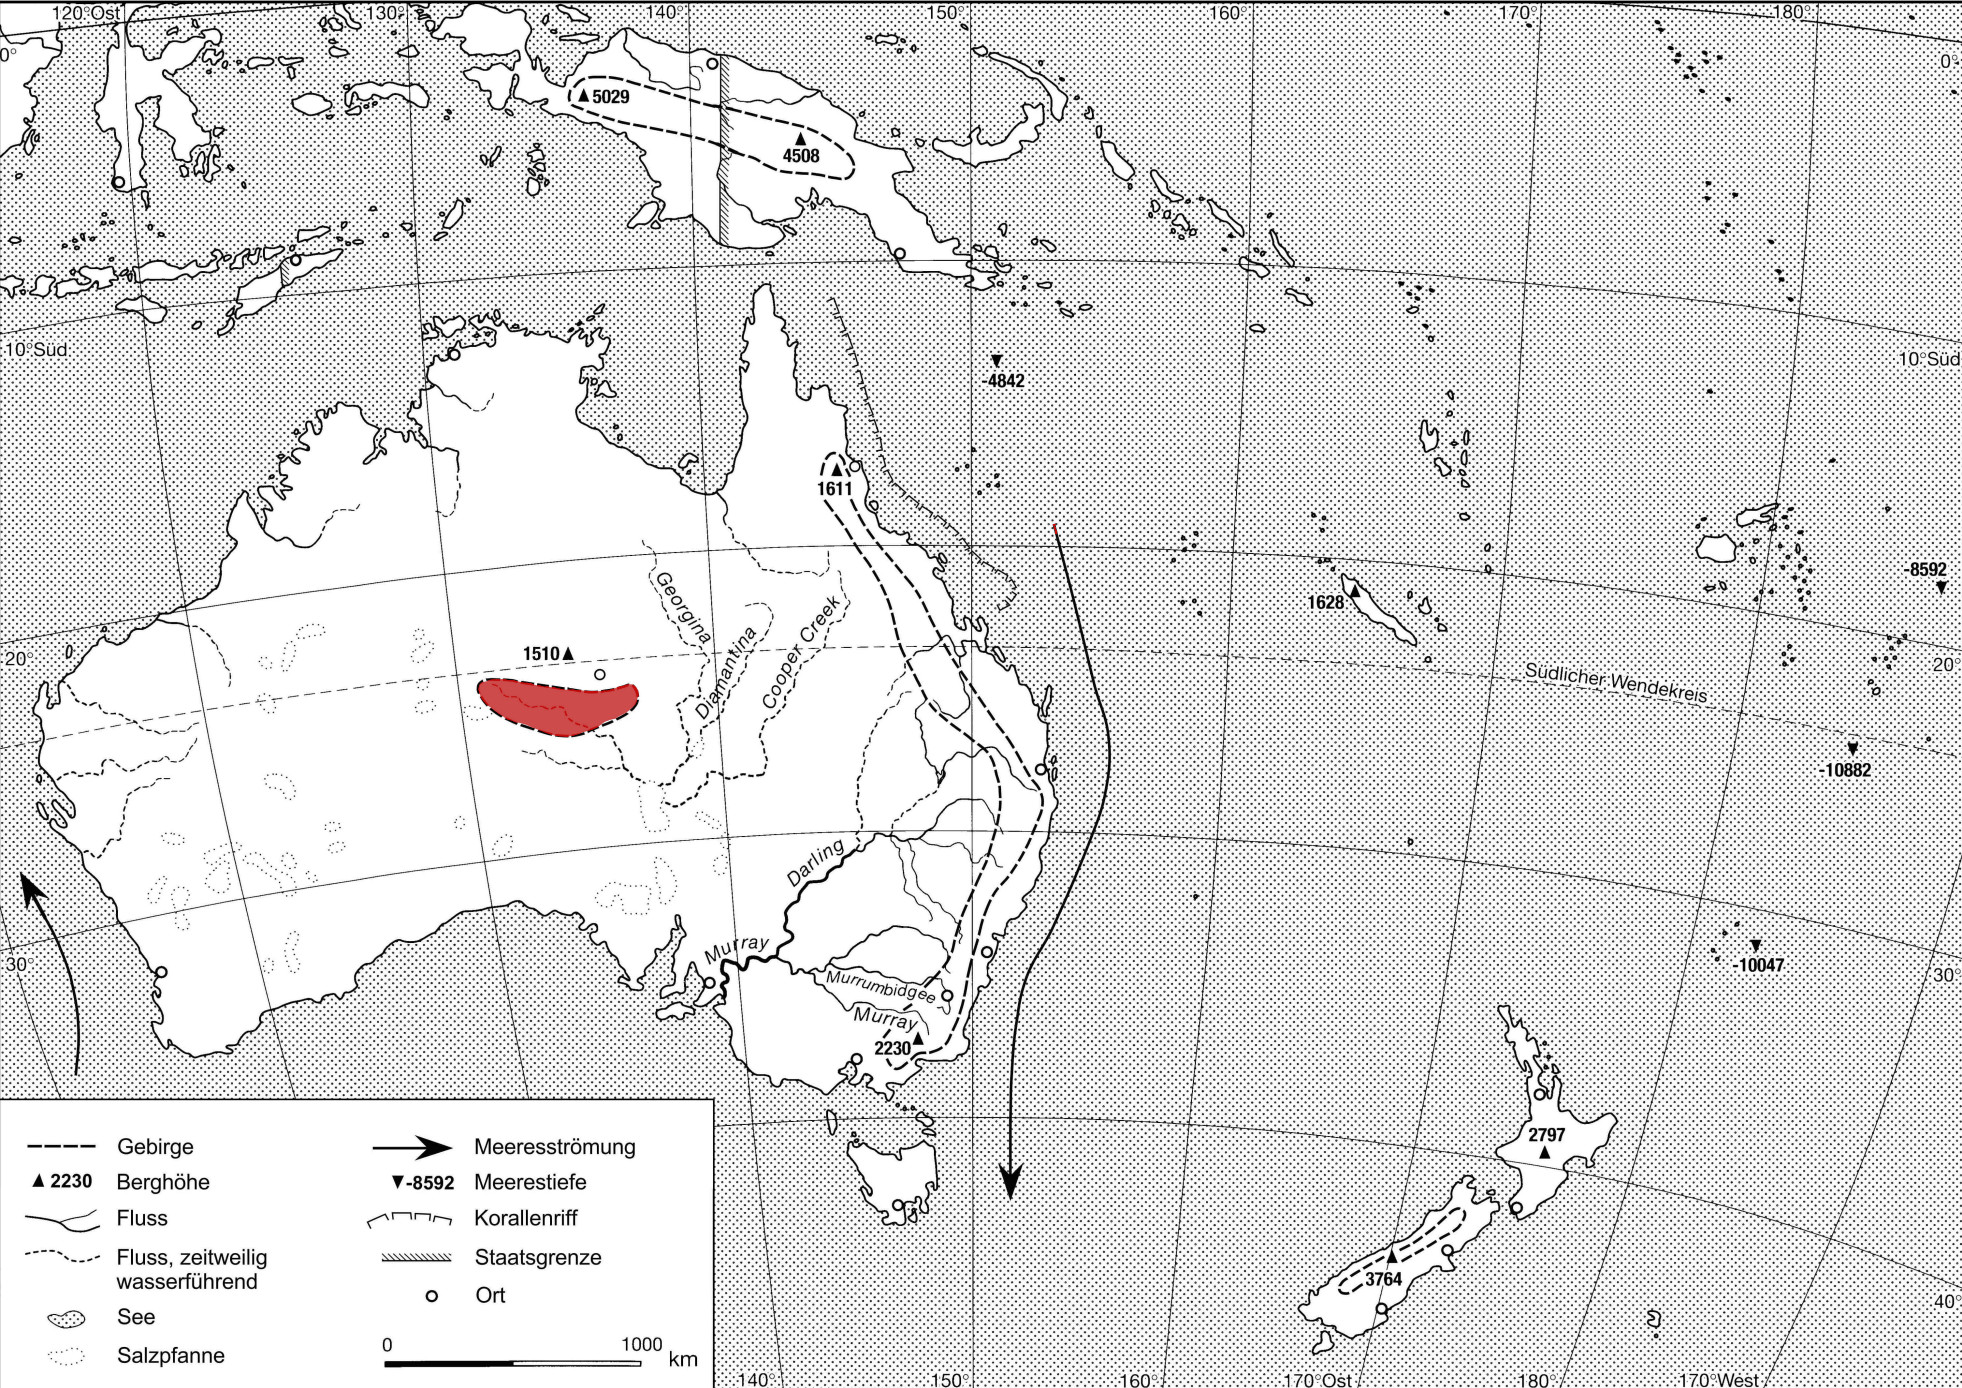 120°Ost
130°
140°
150°
160°
170°
180°
0°
0°
5029
4508
10°Süd
10°Süd
-4842
1611
-8592
1628
Georgina
Diamantina
Cooper Creek
1510
20°
20°
Südlicher Wendekreis
-10882
Darling
Murray
30°
30°
-10047
Murrumbidgee
Murray
2230
2797
3764
40°
Gebirge
2230 Berghöhe
Fluss
Fluss, zeitweilig
wasserführend
See
Salzpfanne
Meeresströmung
-8592 Meerestiefe
Korallenriff
Staatsgrenze
Ort
0 1000 km
140°
150°
160°
170°Ost
180°
170°West